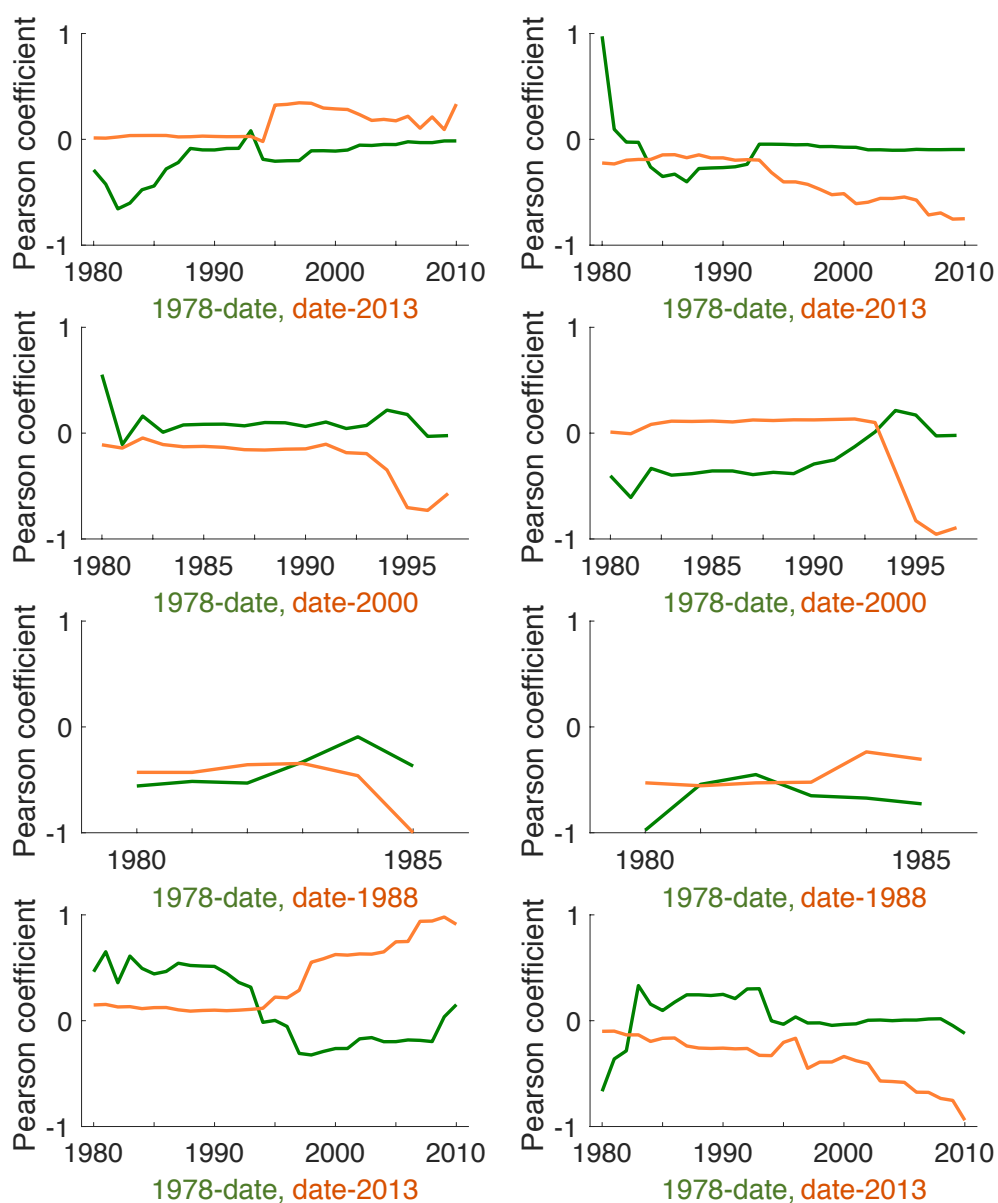 Pearson coefficient
1
0
-1
1980 1990 2000 2010
1978-date, date-2013
Pearson coefficient
1
0
-1
1980 1990 2000 2010
1978-date, date-2013
Pearson coefficient
1
0
-1
1980 1985 1990 1995
1978-date, date-2000
Pearson coefficient
1
0
-1
1980 1985 1990 1995
1978-date, date-2000
Pearson coefficient
1
0
-1
1980 1985
1978-date, date-1988
Pearson coefficient
1
0
-1
1980 1985
1978-date, date-1988
Pearson coefficient
1
0
-1
1980 1990 2000 2010
1978-date, date-2013
Pearson coefficient
1
0
-1
1980 1990 2000 2010
1978-date, date-2013